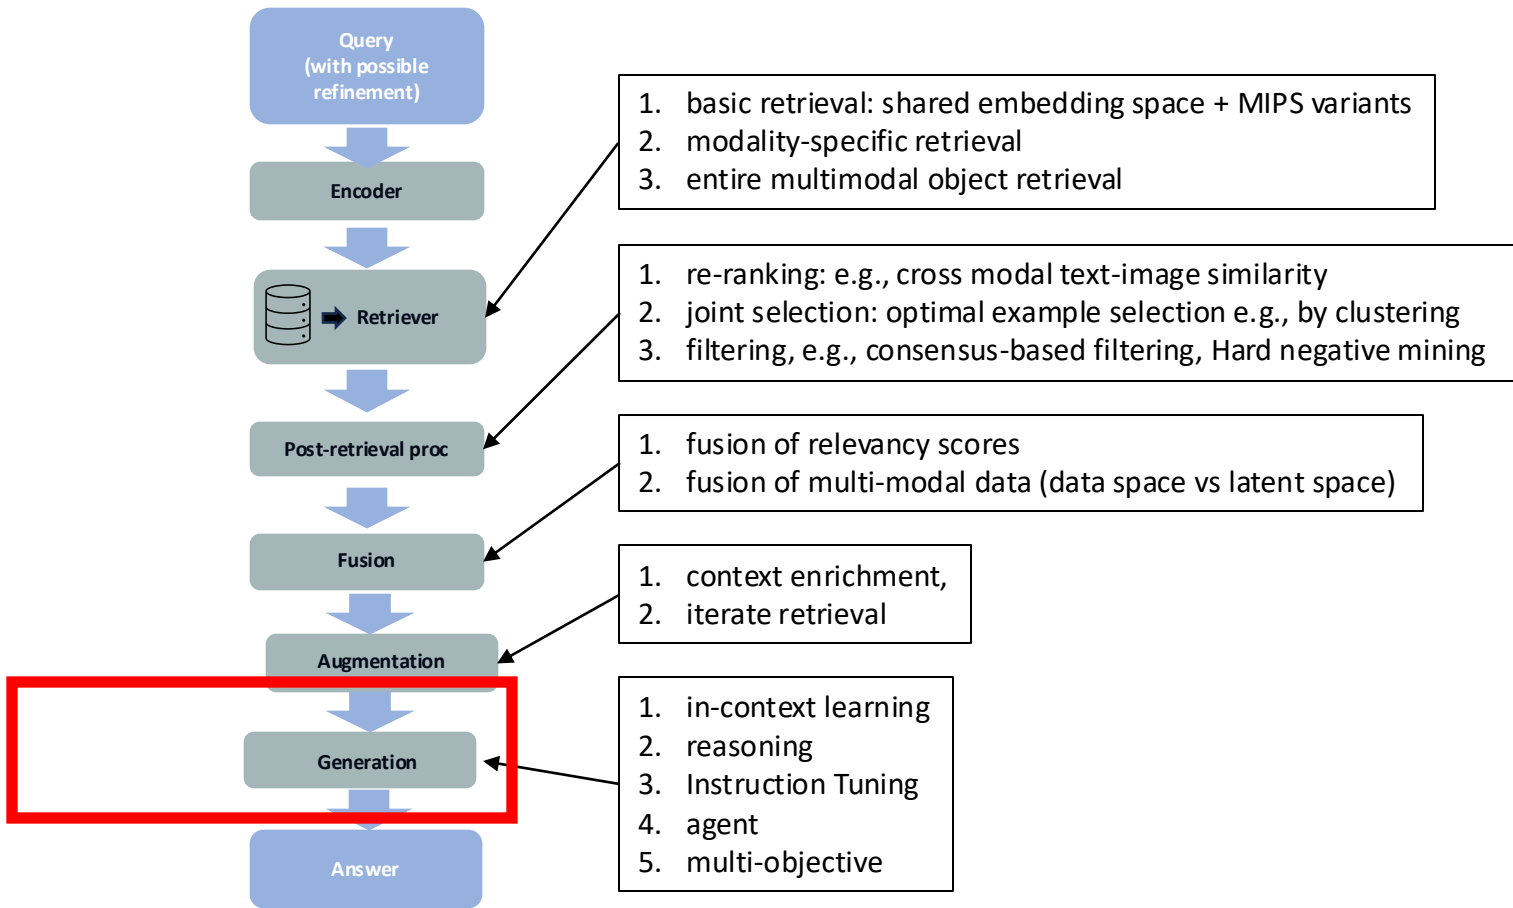 Query
(with possible
refinement)
Encoder
Retriever
Post-retrieval proc
Fusion
Augmentation
Generation
Answer
1. basic retrieval: shared embedding space + MIPS variants
2. modality-specific retrieval
3. entire multimodal object retrieval
1. re-ranking: e.g., cross modal text-image similarity
2. joint selection: optimal example selection e.g., by clustering
3. filtering, e.g., consensus-based filtering, Hard negative mining
1. fusion of relevancy scores
2. fusion of multi-modal data (data space vs latent space)
1. context enrichment,
2. iterate retrieval
1. in-context learning
2. reasoning
3. Instruction Tuning
4. agent
5. multi-objective